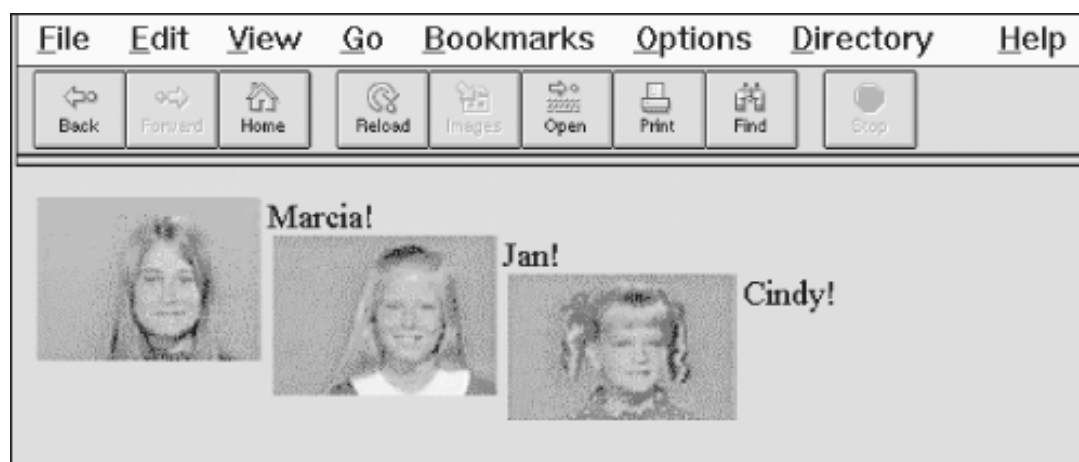 File Edit View Go Bookmarks Options Directory Help
Back Forward Home Reload Images Open Print Find Stop
Marcia!
Jan!
Cindy!